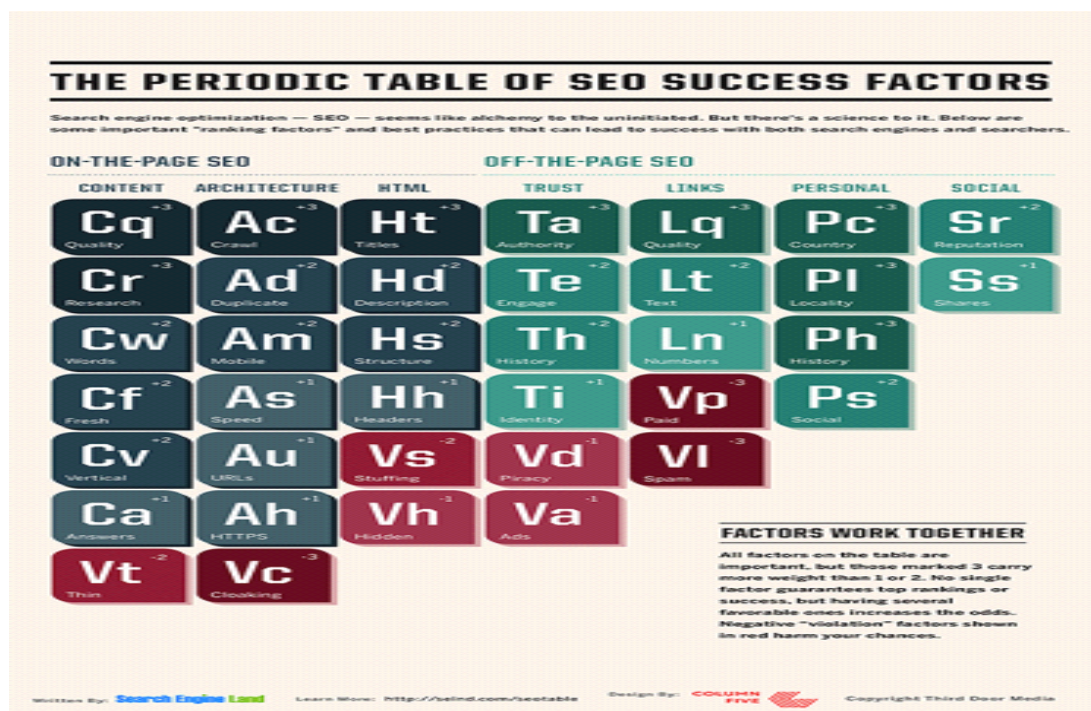 THE PERIODIC TABLE OF SEO SUCCESS FACTORS
Search engine optimization — SEO — seems like alchemy to the uninitiated. But there's a science to it. Below are
some important "ranking factors" and best practices that can lead to success with both search engines and searchers.
ON-THE-PAGE SEO OFF-THE-PAGE SEO
CONTENT ARCHITECTURE HTML TRUST LINKS PERSONAL SOCIAL
Cq +3 Ac +3 Ht +3 Ta +3 Lq +3 Pc +3 Sr +2
Quality Crawl Titles Authority Quality Country Reputation
Cr +3 Ad +2 Hd +2 Te +2 Lt +2 Pl +3 Ss +1
Research Duplicate Description Engage Text Locality Shares
Cw +2 Am +2 Hs +2 Th +2 Ln +1 Ph +3
Words Mobile Structure History Numbers History
Cf +2 As +1 Hh +1 Ti +1 Vp -3 Ps +2
Fresh Speed Headers Identity Paid Social
Cv +2 Au +1 Vs -2 Vd -1 Vl -3
Vertical URLs Stuffing Piracy Spam
Ca +1 Ah +1 Vh -1 Va -1
Answers HTTPS Hidden Ads
Vt -2 Vc -3
Thin Cloaking
FACTORS WORK TOGETHER
All factors on the table are
important, but those marked 3 carry
more weight than 1 or 2. No single
factor guarantees top rankings or
success, but having several
favorable ones increases the odds.
Negative "violation" factors shown
in red harm your chances.
Written By: Search Engine Land Learn More: http://selnd.com/seotable Design By: COLUMN FIVE Copyright Third Door Media